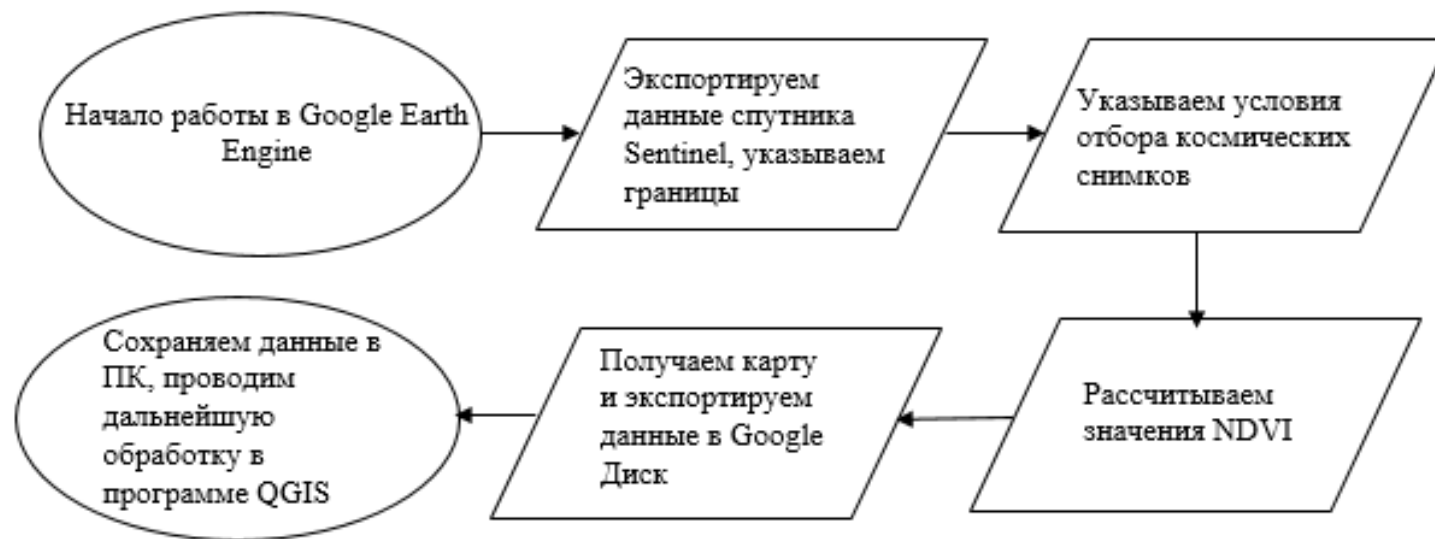 Начало работы в Google Earth
Engine
Экспортируем
данные спутника
Sentinel, указываем
границы
Указываем условия
отбора космических
снимков
Рассчитываем
значения NDVI
Получаем карту
и экспортируем
данные в Google
Диск
Сохраняем данные в
ПК, проводим
дальнейшую
обработку в
программе QGIS